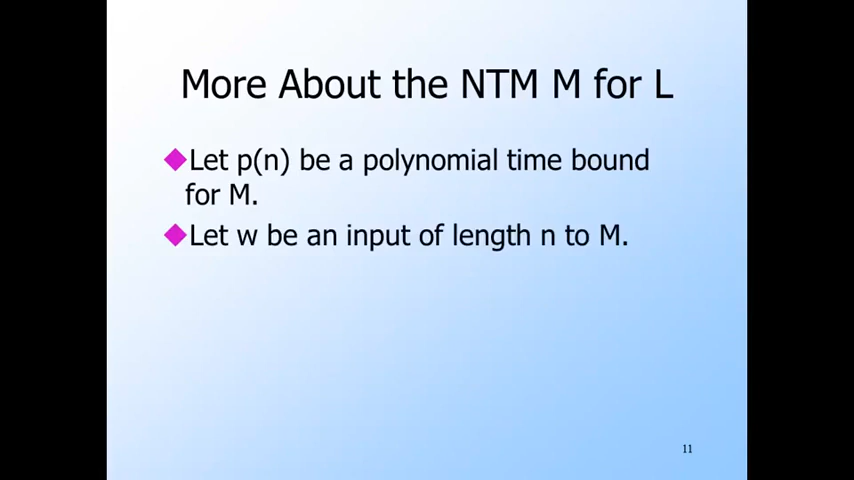 More About the NTM M for L
Let p(n) be a polynomial time bound
for M.
Let w be an input of length n to M.
11